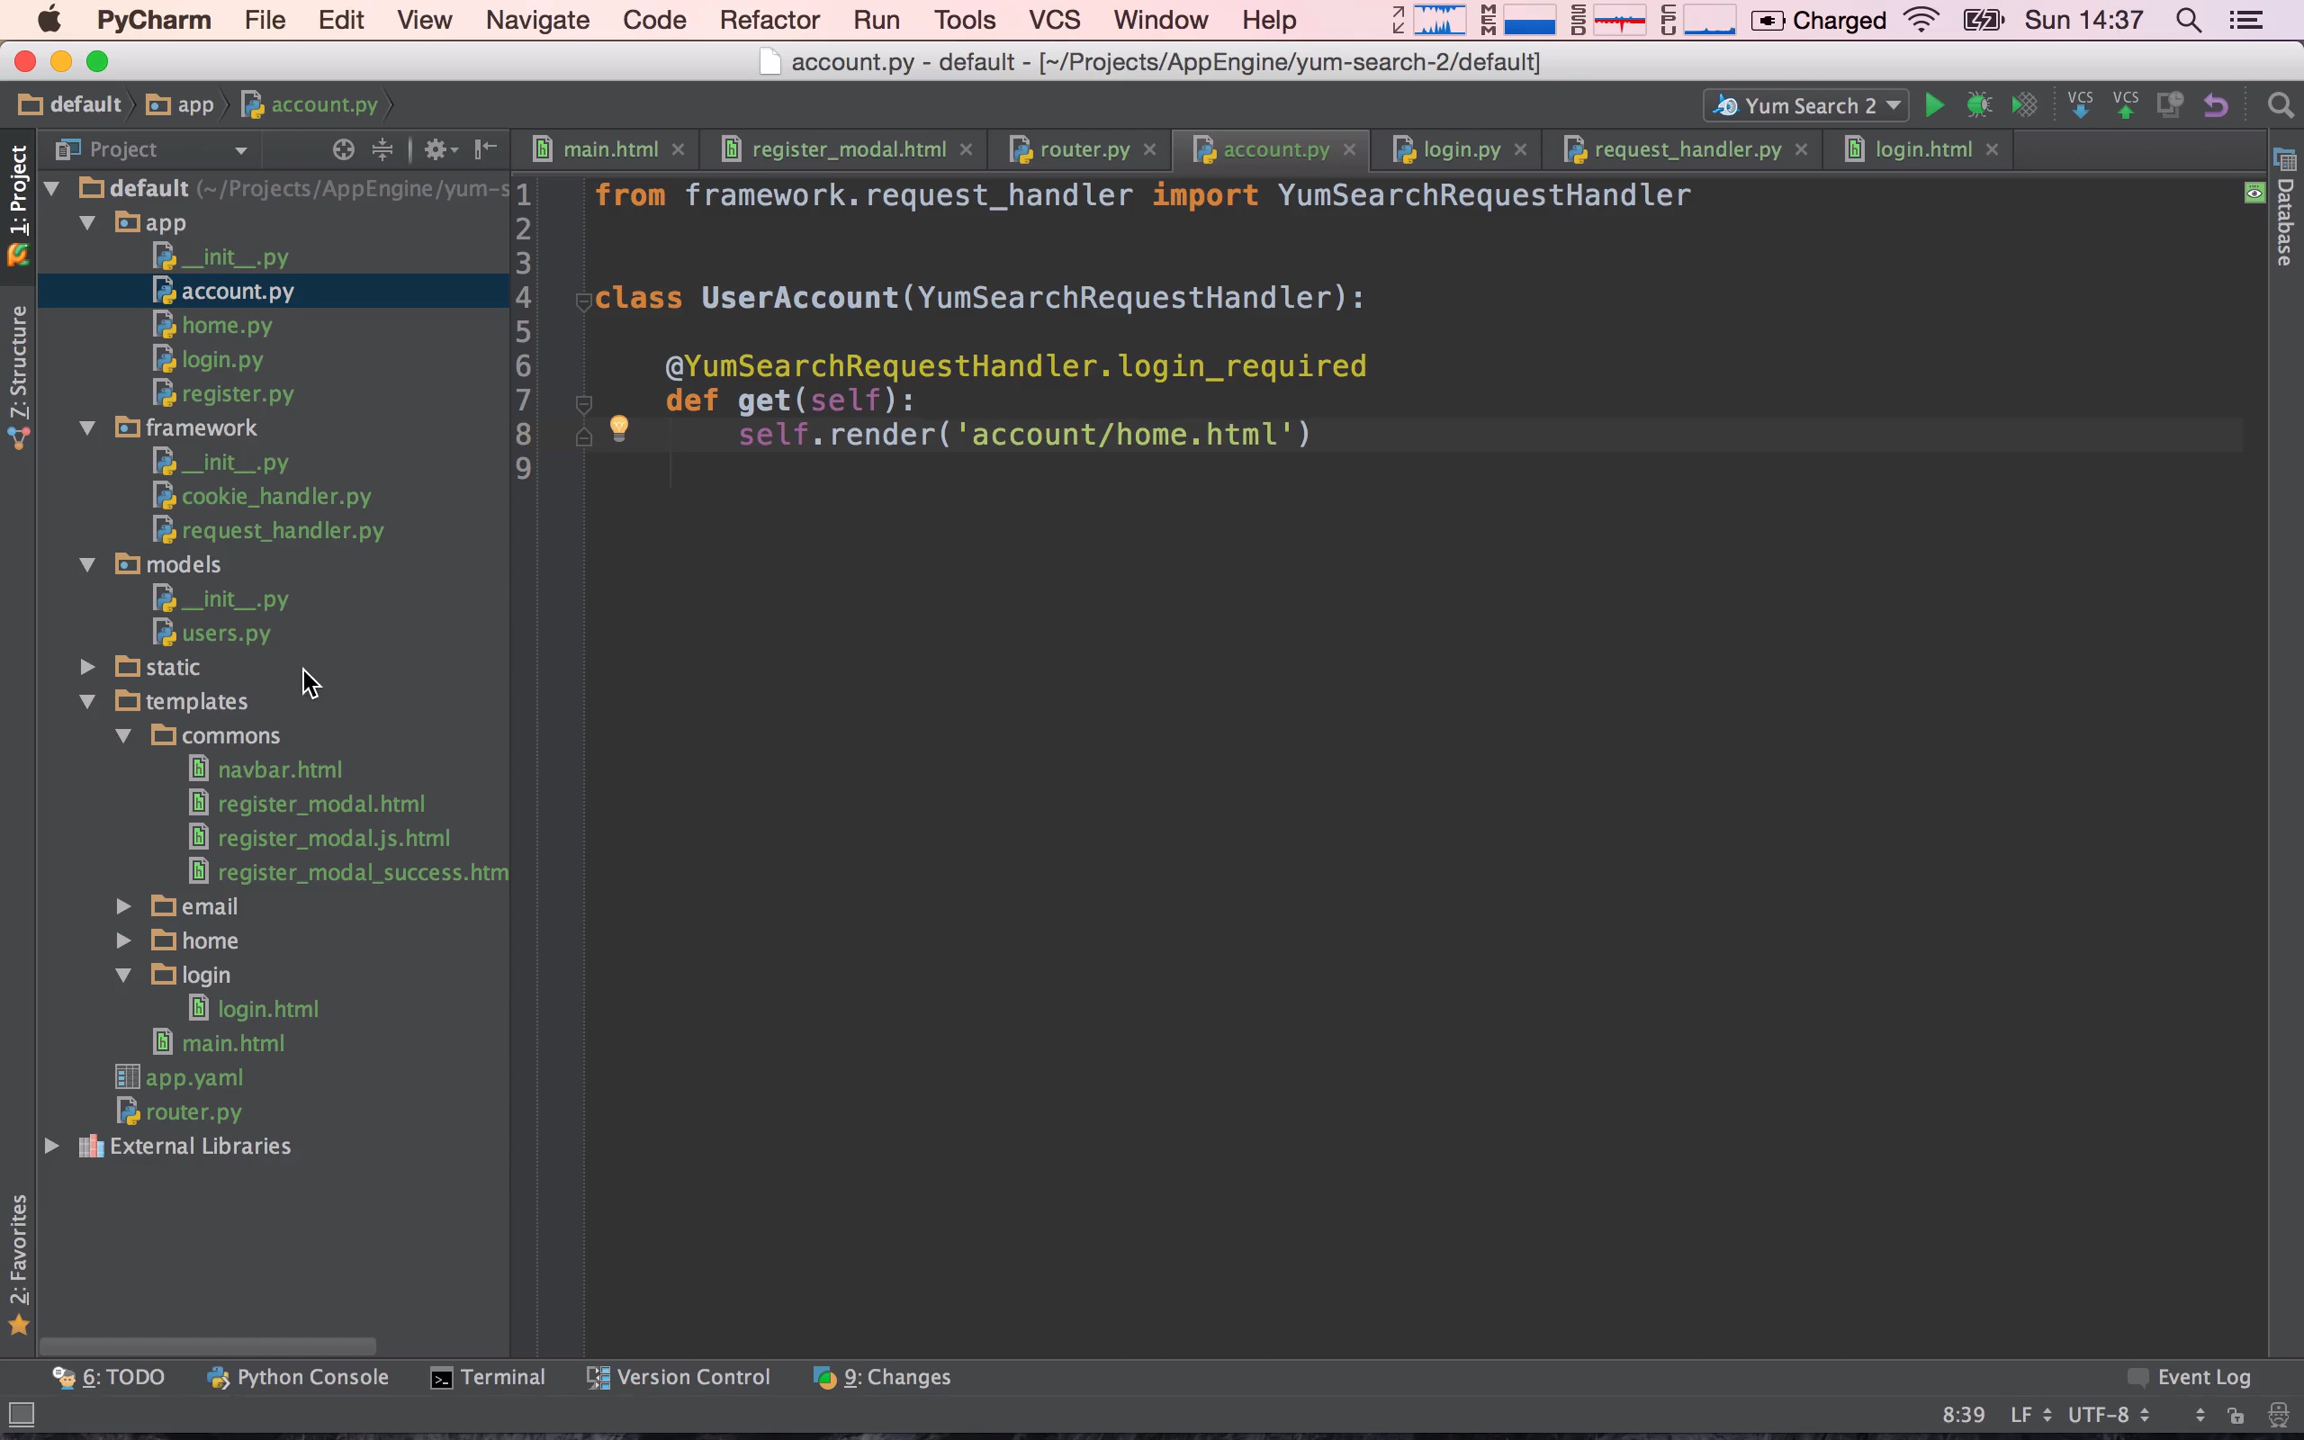 PyCharm File Edit View Navigate Code Refactor Run Tools VCS Window Help MEM SSD CPU Charged Sun 14:37
account.py - default - [~/Projects/AppEngine/yum-search-2/default]
default app account.py Yum Search 2 VCS VCS
Project main.html register_modal.html router.py account.py login.py request_handler.py login.html
1: Project
7: Structure
2: Favorites
default (~/Projects/AppEngine/yum-s
app
__init__.py
account.py
home.py
login.py
register.py
framework
__init__.py
cookie_handler.py
request_handler.py
models
__init__.py
users.py
static
templates
commons
navbar.html
register_modal.html
register_modal.js.html
register_modal_success.htm
email
home
login
login.html
main.html
app.yaml
router.py
External Libraries
1 from framework.request_handler import YumSearchRequestHandler
2
3
4 class UserAccount(YumSearchRequestHandler):
5
6 @YumSearchRequestHandler.login_required
7 def get(self):
8 self.render('account/home.html')
9
Database
6: TODO Python Console Terminal Version Control 9: Changes Event Log
8:39 LF UTF-8